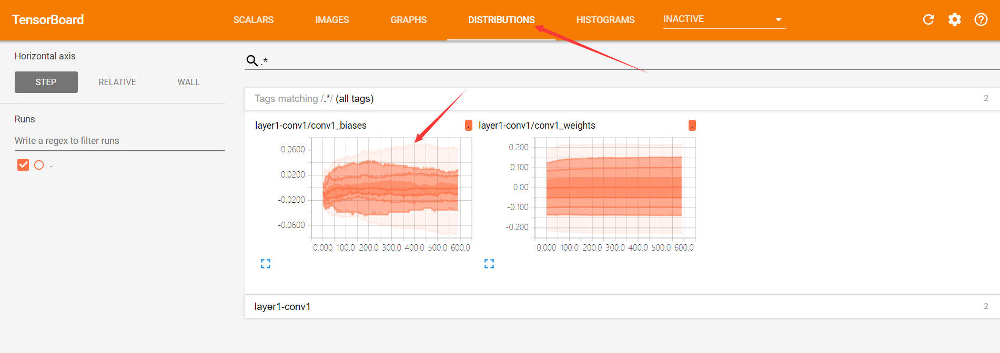 TensorBoard SCALARS IMAGES GRAPHS DISTRIBUTIONS HISTOGRAMS INACTIVE
Horizontal axis
STEP RELATIVE WALL
Runs
Write a regex to filter runs
.
.*
Tags matching /.*/ (all tags) 2
layer1-conv1/conv1_biases .
0.0600
0.0200
-0.0200
-0.0600
0.000 100.0 200.0 300.0 400.0 500.0 600.0
layer1-conv1/conv1_weights .
0.200
0.100
0.00
-0.100
-0.200
0.000 100.0 200.0 300.0 400.0 500.0 600.0
layer1-conv1 2